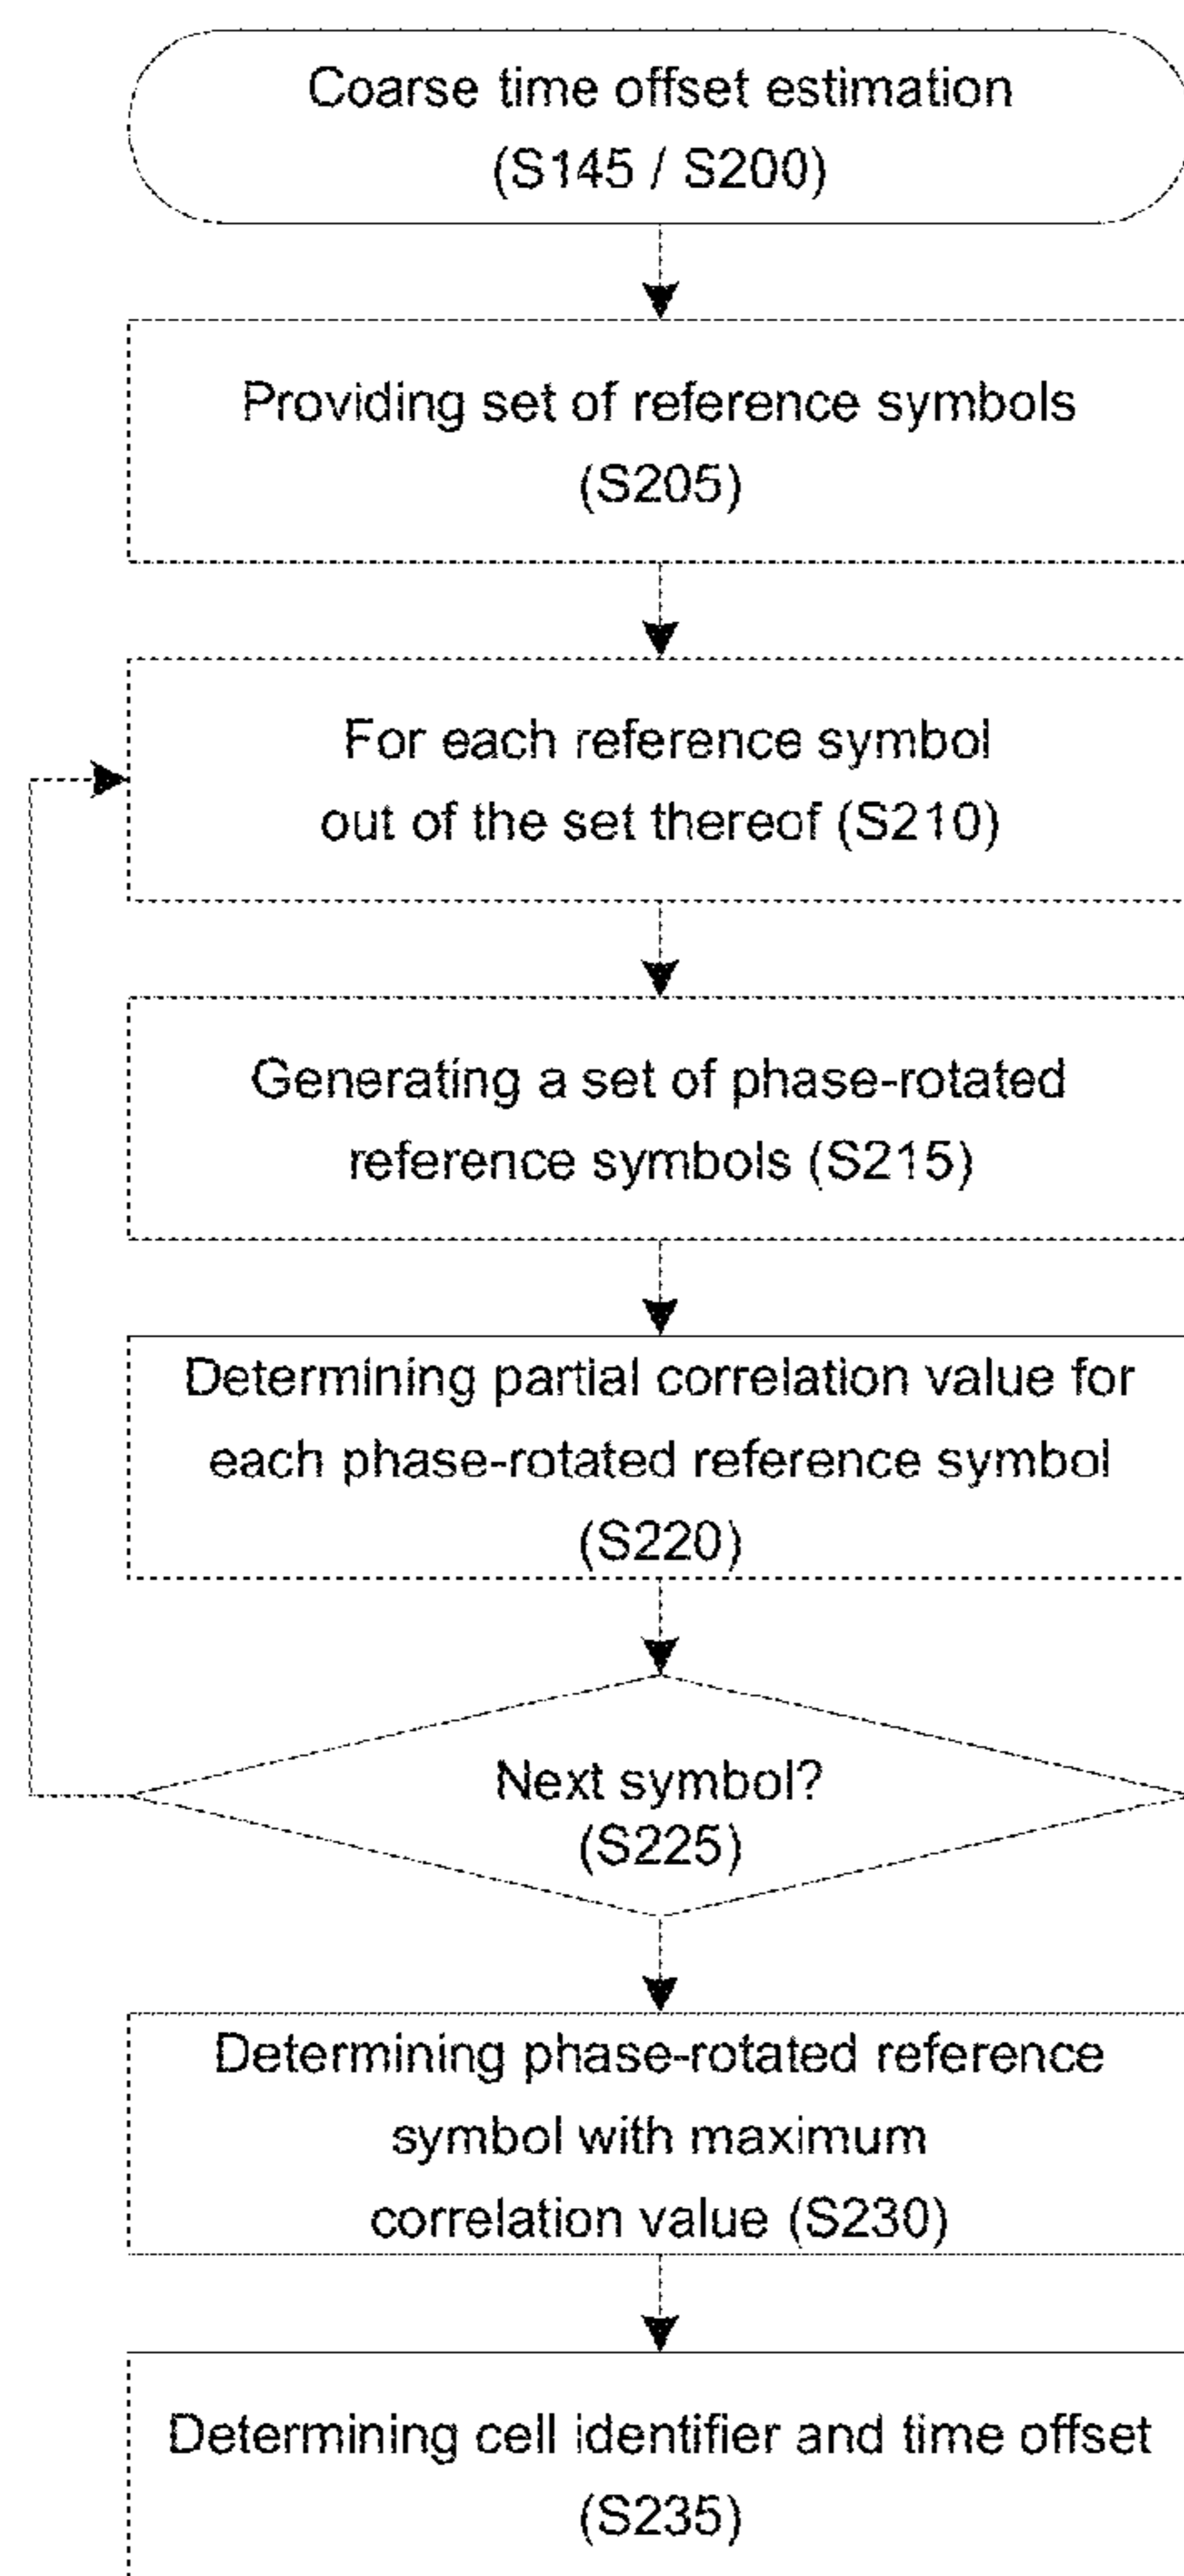 Coarse time offset estimation
(S145 / S200)
Providing set of reference symbols
(S205)
For each reference symbol
out of the set thereof (S210)
Generating a set of phase-rotated
reference symbols (S215)
Determining partial correlation value for
each phase-rotated reference symbol
(S220)
Next symbol?
(S225)
Determining phase-rotated reference
symbol with maximum
correlation value (S230)
Determining cell identifier and time offset
(S235)